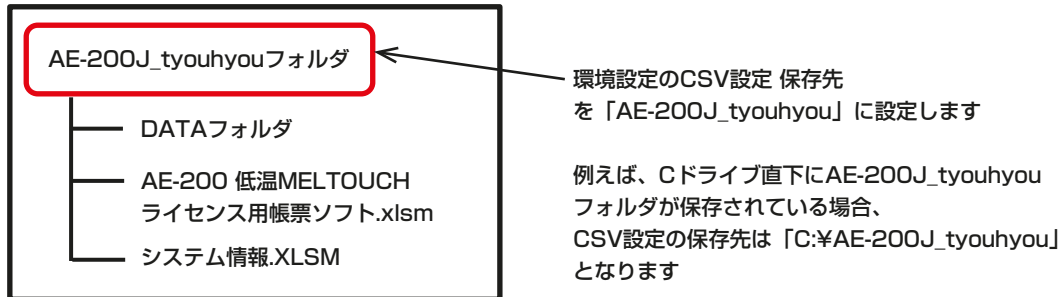 AE-200J_tyouhyouフォルダ
DATAフォルダ
AE-200 低温MELTOUCH
ライセンス用帳票ソフト.xlsm
システム情報.XLSM
環境設定のCSV設定 保存先
を「AE-200J_tyouhyou」に設定します
例えば、Cドライブ直下にAE-200J_tyouhyou
フォルダが保存されている場合、
CSV設定の保存先は「C:¥AE-200J_tyouhyou」
となります